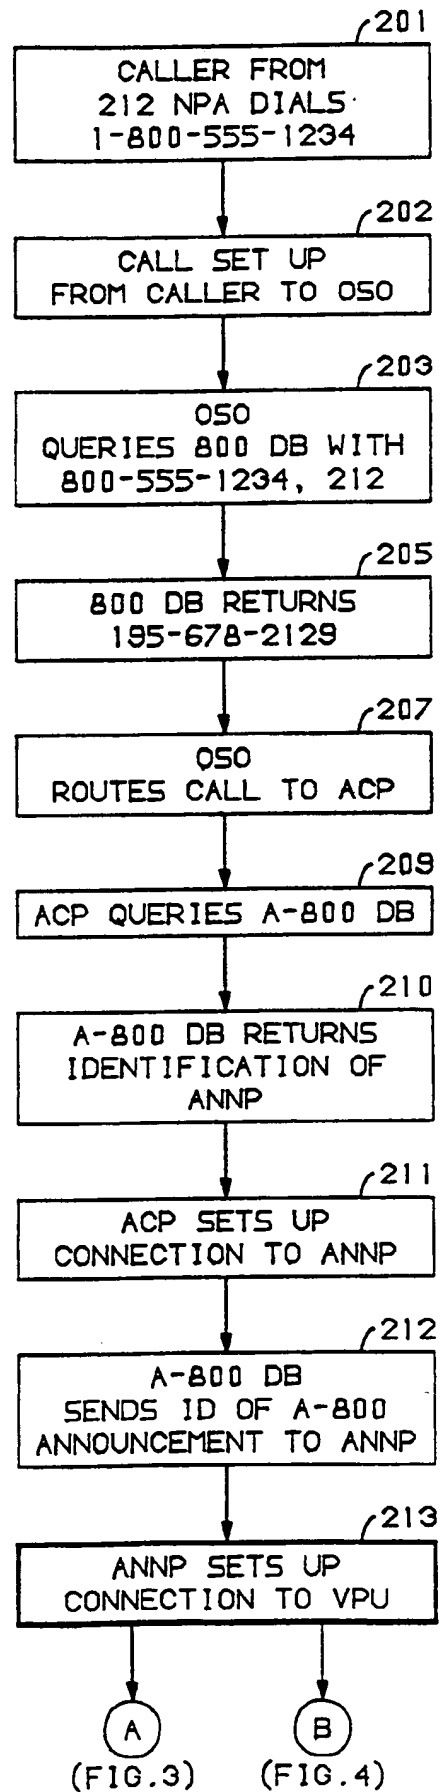 201
CALLER FROM
212 NPA DIALS
1-800-555-1234
202
CALL SET UP
FROM CALLER TO OSO
203
OSO
QUERIES 800 DB WITH
800-555-1234, 212
205
800 DB RETURNS
195-678-2129
207
OSO
ROUTES CALL TO ACP
209
ACP QUERIES A-800 DB
210
A-800 DB RETURNS
IDENTIFICATION OF
ANNP
211
ACP SETS UP
CONNECTION TO ANNP
212
A-800 DB
SENDS ID OF A-800
ANNOUNCEMENT TO ANNP
213
ANNP SETS UP
CONNECTION TO VPU
A B
(FIG.3) (FIG.4)